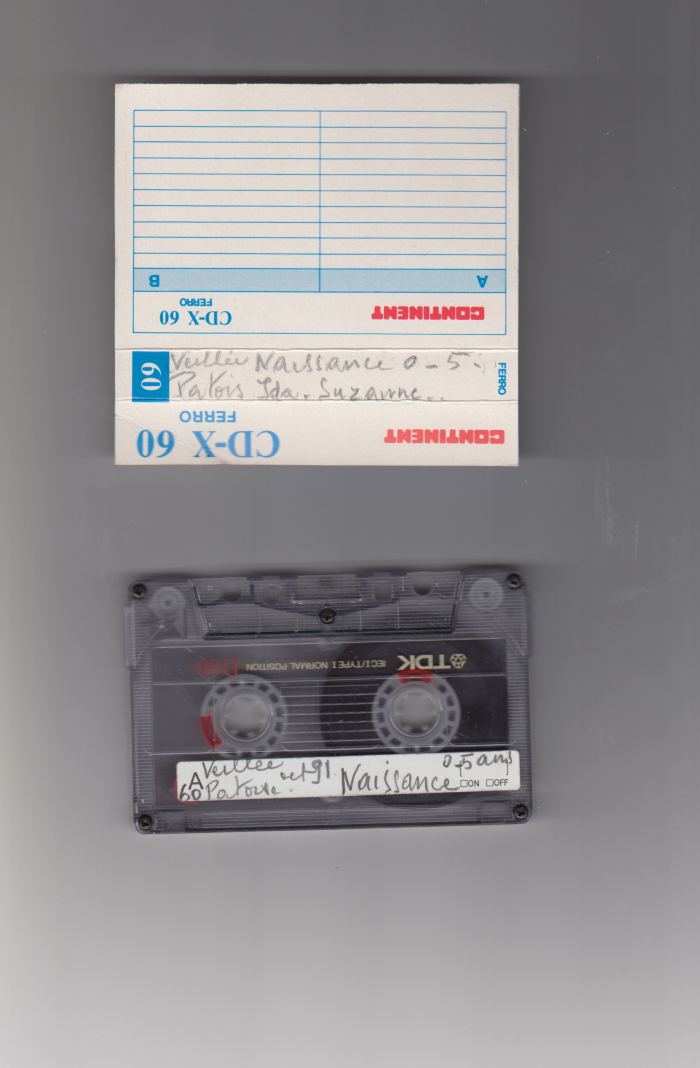 B A
FERRO
CD-X 60 CONTINENT
60 Veillée Naissance 0 - 5 - FERRO
Patois Ida. Suzanne..
FERRO
CD-X 60 CONTINENT
D60 IEC I/TYPE I NORMAL POSITION TDK
A Veillée oct 91. Naissance 0-5 ans
60 Patoise. ON OFF